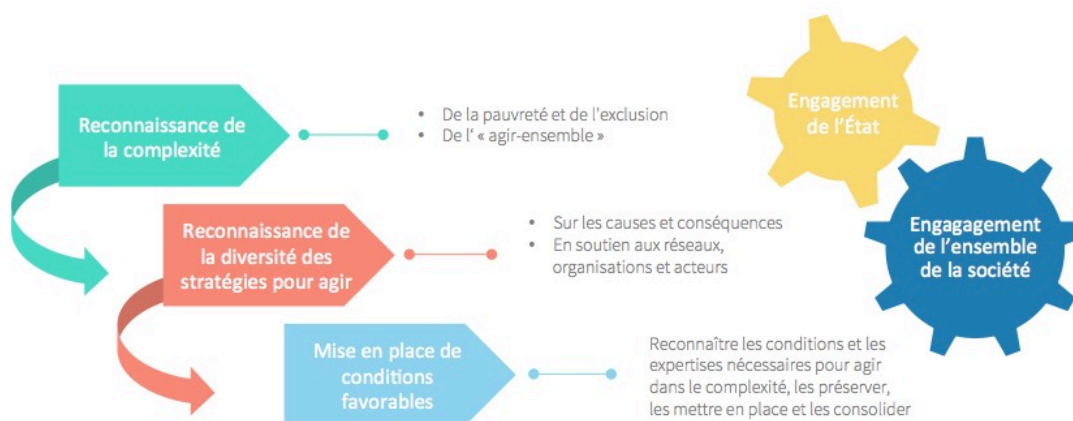 Reconnaissance de
la complexité
• De la pauvreté et de l'exclusion
• De l‘ « agir-ensemble »
Engagement
de l’État
Reconnaissance de
la diversité des
stratégies pour agir
• Sur les causes et conséquences
• En soutien aux réseaux,
organisations et acteurs
Engagagement
de l’ensemble
de la société
Mise en place de
conditions
favorables
Reconnaître les conditions et les
expertises nécessaires pour agir
dans le complexité, les préserver,
les mettre en place et les consolider